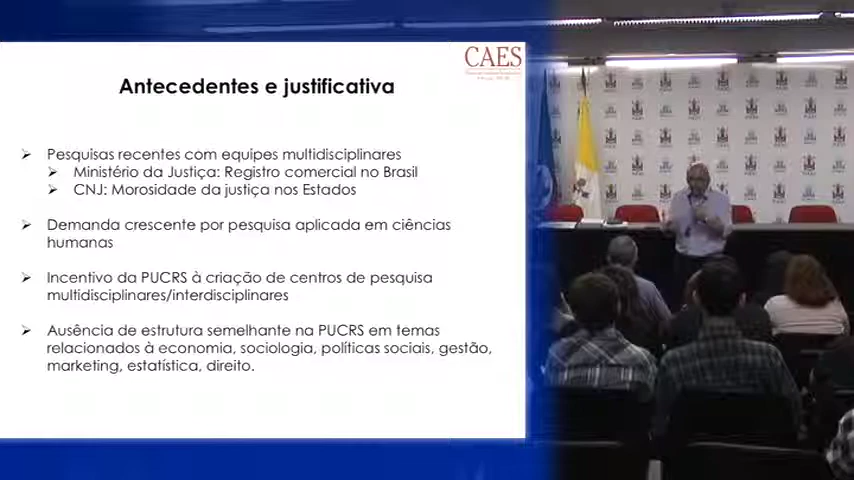 CAES
Antecedentes e justificativa
Pesquisas recentes com equipes multidisciplinares
Ministério da Justiça: Registro comercial no Brasil
CNJ: Morosidade da justiça nos Estados
Demanda crescente por pesquisa aplicada em ciências
humanas
Incentivo da PUCRS à criação de centros de pesquisa
multidisciplinares/interdisciplinares
Ausência de estrutura semelhante na PUCRS em temas
relacionados à economia, sociologia, políticas sociais, gestão,
marketing, estatística, direito.